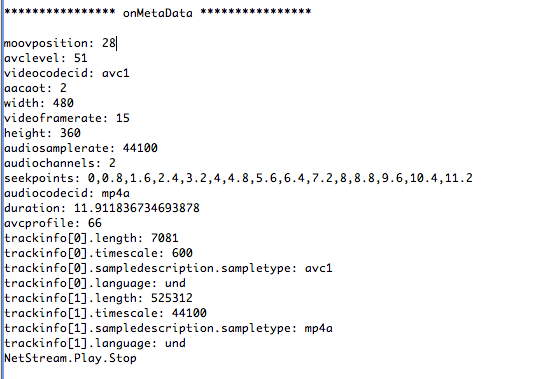 **************** onMetaData ****************
moovposition: 28
avclevel: 51
videocodecid: avc1
aacaot: 2
width: 480
videoframerate: 15
height: 360
audiosamplerate: 44100
audiochannels: 2
seekpoints: 0,0.8,1.6,2.4,3.2,4,4.8,5.6,6.4,7.2,8,8.8,9.6,10.4,11.2
audiocodecid: mp4a
duration: 11.911836734693878
avcprofile: 66
trackinfo[0].length: 7081
trackinfo[0].timescale: 600
trackinfo[0].sampledescription.sampletype: avc1
trackinfo[0].language: und
trackinfo[1].length: 525312
trackinfo[1].timescale: 44100
trackinfo[1].sampledescription.sampletype: mp4a
trackinfo[1].language: und
NetStream.Play.Stop